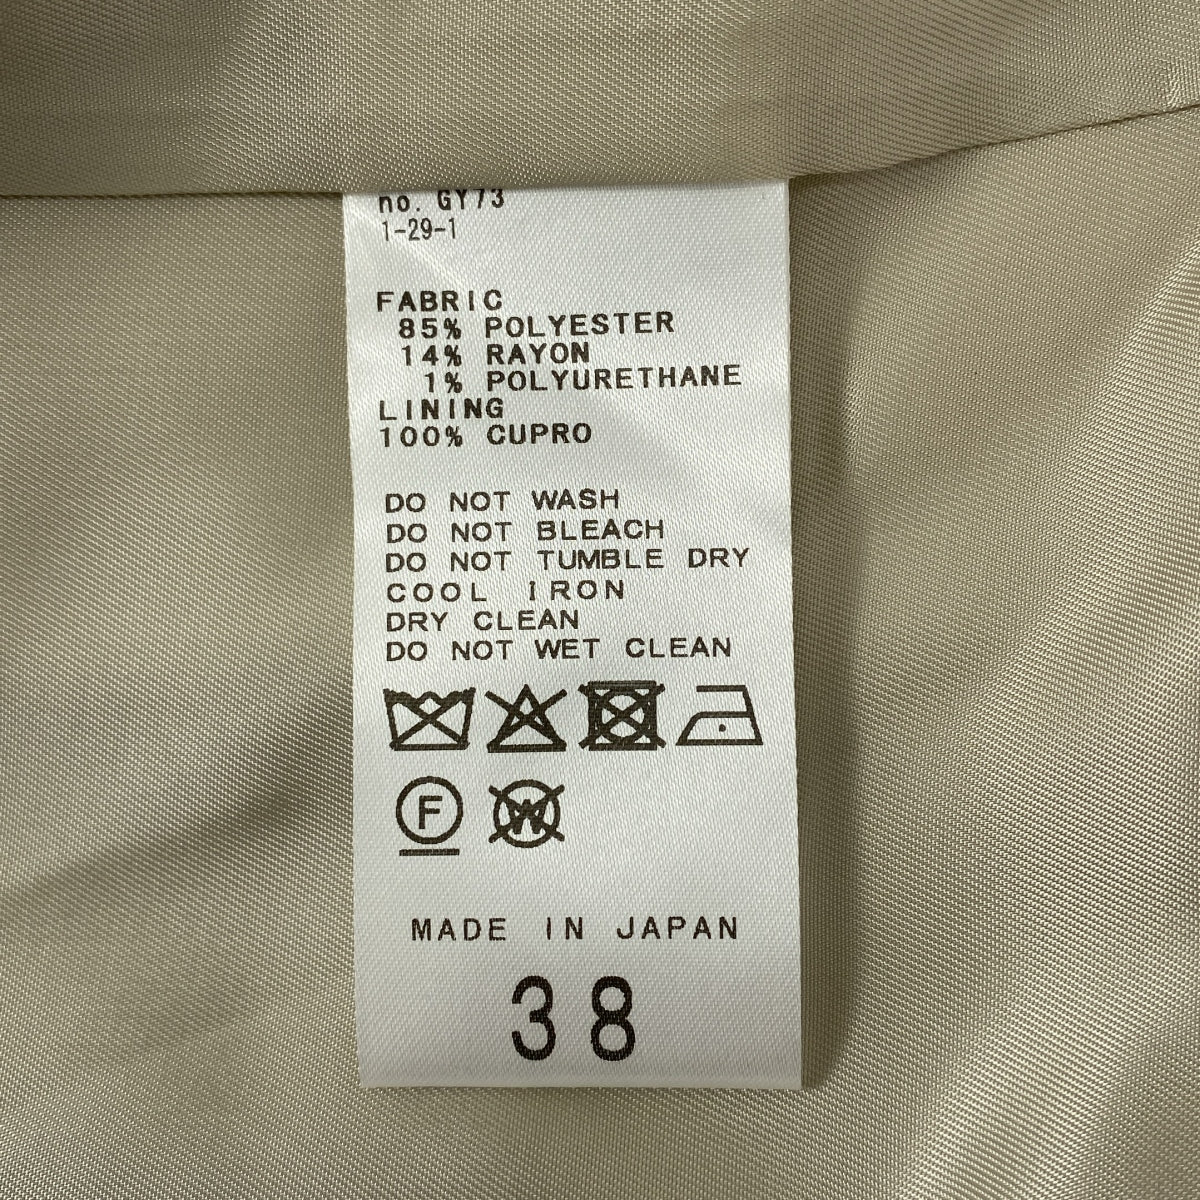 no. GY73
1-29-1
FABRIC
85% POLYESTER
14% RAYON
1% POLYURETHANE
LINING
100% CUPRO
DO NOT WASH
DO NOT BLEACH
DO NOT TUMBLE DRY
COOL IRON
DRY CLEAN
DO NOT WET CLEAN
F W
MADE IN JAPAN
38